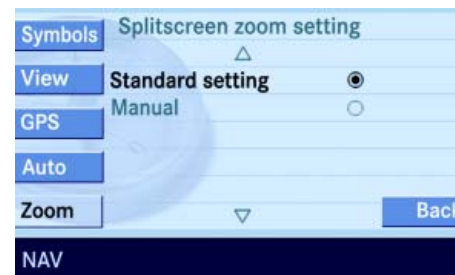 Symbols
Splitscreen zoom setting
View
Standard setting
Manual
GPS
Auto
Zoom
Back
NAV